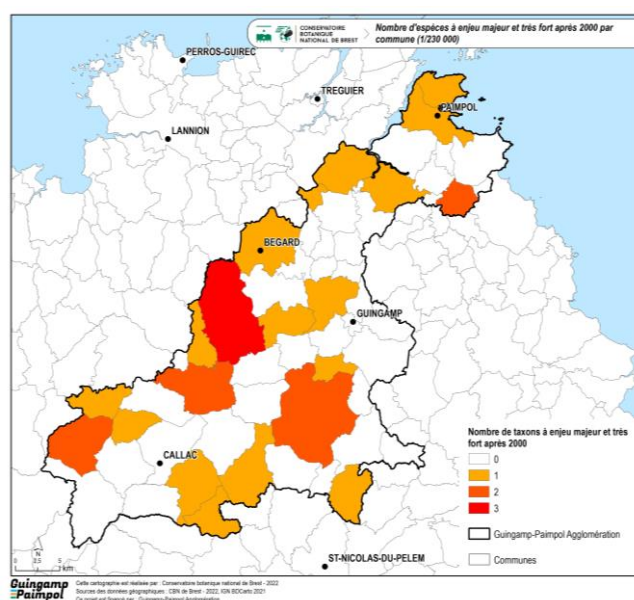 CONSERVATOIRE
BOTANIQUE
NATIONAL DE BREST
Nombre d'espèces à enjeu majeur et très fort après 2000 par
commune (1/230 000)
PERROS-GUIREC
TREGUIER
PAIMPOL
LANNION
BEGARD
GUINGAMP
CALLAC
ST-NICOLAS-DU-PELEM
Nombre de taxons à enjeu majeur et très
fort après 2000
0
1
2
3
Guingamp-Paimpol Agglomération
Communes
N
0 2,5 5
km
Guingamp
Paimpol
Cette cartographie est réalisée par : Conservatoire botanique national de Brest - 2022
Sources des données géographiques : CBN de Brest - 2022, IGN BDCarto 2021
Ce projet est financé par : Guingamp-Paimpol Agglomération